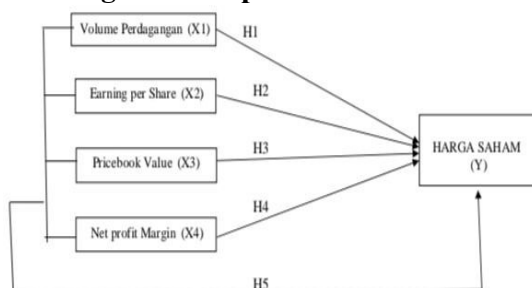 Volume Perdagangan (X1)
H1
Earning per Share (X2)
H2
Pricebook Value (X3)
H3
HARGA SAHAM
(Y)
Net profit Margin (X4)
H4
H5